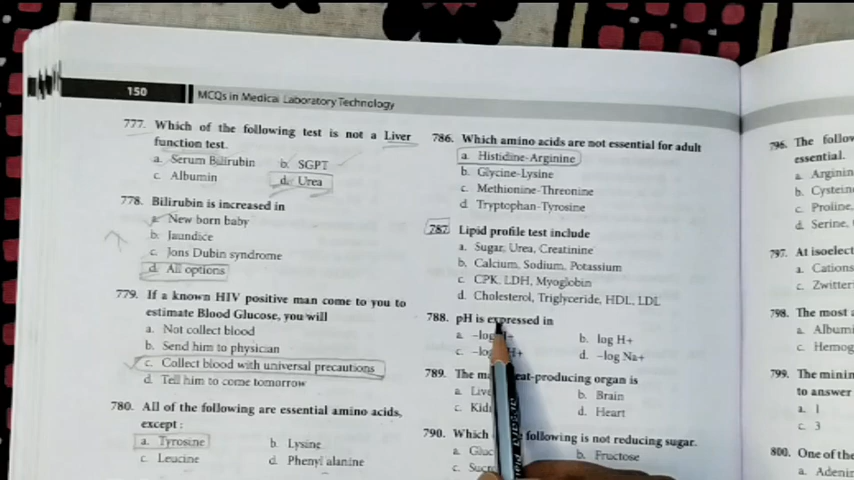 150
MCQs in Medical Laboratory Technology
777. Which of the following test is not a Liver
function test.
a. Serum Bilirubin b. SGPT
c. Albumin d. Urea
778. Bilirubin is increased in
a. New born baby
b. Jaundice
c. Jons Dubin syndrome
d. All options
779. If a known HIV positive man come to you to
estimate Blood Glucose, you will
a. Not collect blood
b. Send him to physician
c. Collect blood with universal precautions
d. Tell him to come tomorrow
780. All of the following are essential amino acids,
except :
a. Tyrosine b. Lysine
c. Leucine d. Phenyl alanine
786. Which amino acids are not essential for adult
a. Histidine-Arginine
b. Glycine-Lysine
c. Methionine-Threonine
d. Tryptophan-Tyrosine
787. Lipid profile test include
a. Sugar, Urea, Creatinine
b. Calcium, Sodium, Potassium
c. CPK, LDH, Myoglobin
d. Cholesterol, Triglyceride, HDL, LDL
788. pH is expressed in
a. b. log H+
c. d. −log Na+
789. The organ is
a. b. Brain
c. d. Heart
790. Which following is not reducing sugar.
a. b. Fructose
c.
796. The
essential.
a.
b.
c. Proline,
d.
797. At
a. Cations
c.
798. The most
a.
c.
799. The
to answer
a. 1
c. 3
800. One of the
a.